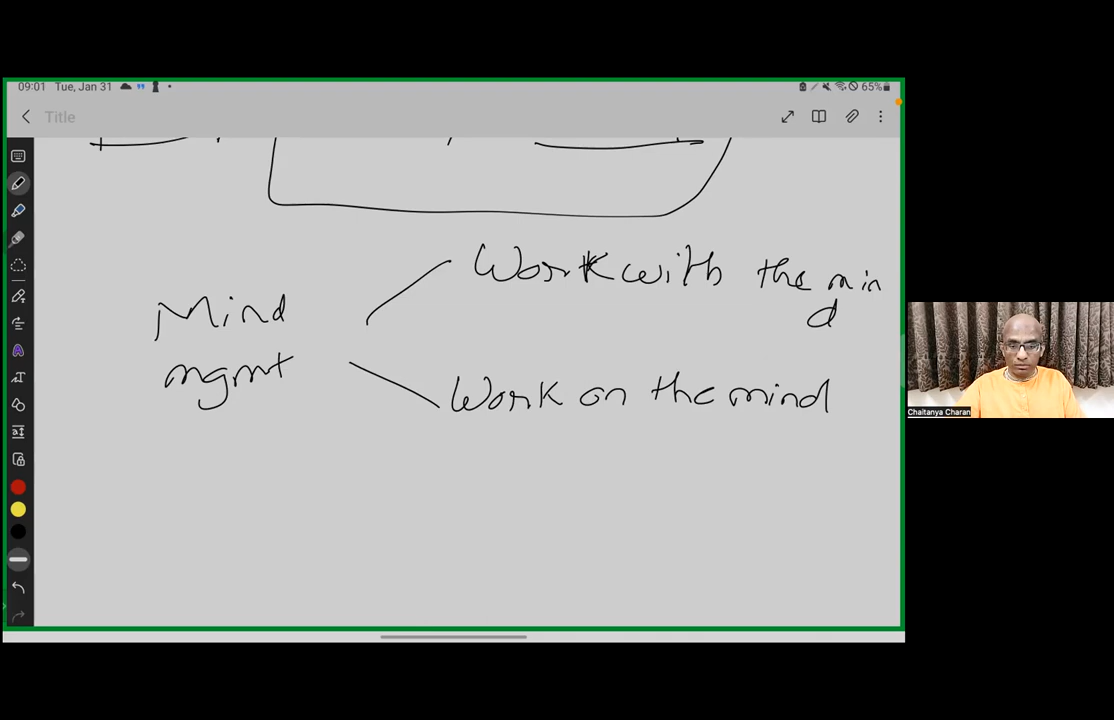 09:01 Tue, Jan 31
65%
Title
Work with the min
d
Mind
mgmt
Work on the mind
Chaitanya Charan